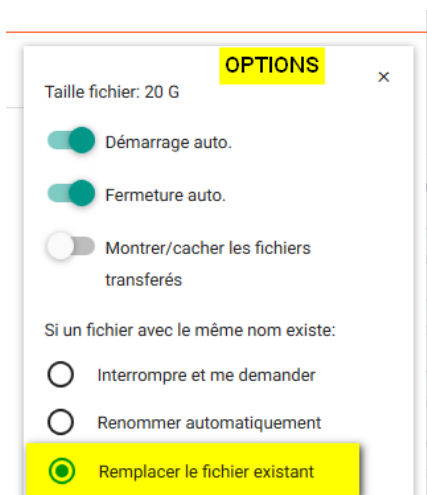 OPTIONS
×
Taille fichier: 20 G
Démarrage auto.
Fermeture auto.
Montrer/cacher les fichiers
transferés
Si un fichier avec le même nom existe:
Interrompre et me demander
Renommer automatiquement
Remplacer le fichier existant